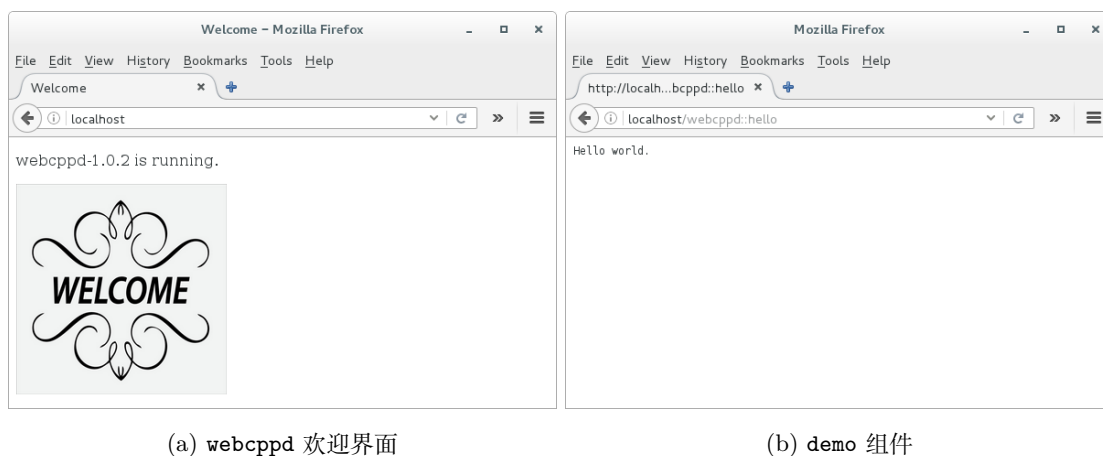 Welcome – Mozilla Firefox
File Edit View History Bookmarks Tools Help
Welcome
localhost
webcppd-1.0.2 is running.
WELCOME
(a) webcppd 欢迎界面
Mozilla Firefox
File Edit View History Bookmarks Tools Help
http://localh...bcppd::hello
localhost/webcppd::hello
Hello world.
(b) demo 组件